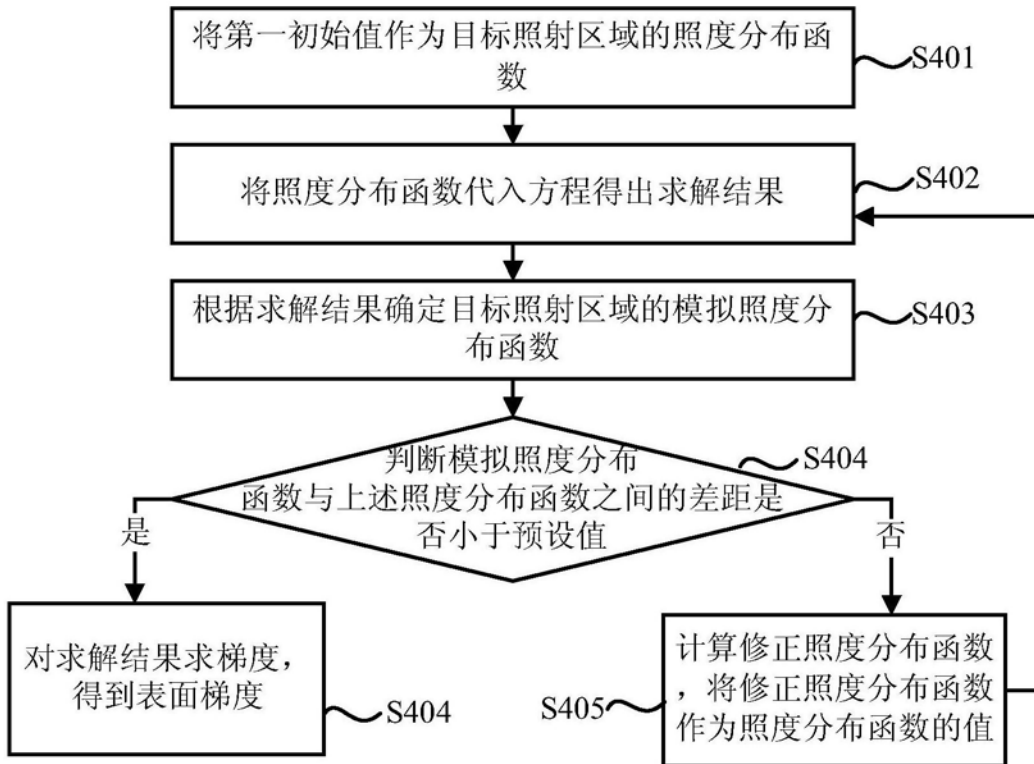 将第一初始值作为目标照射区域的照度分布函
数
S401
将照度分布函数代入方程得出求解结果
S402
根据求解结果确定目标照射区域的模拟照度分
布函数
S403
判断模拟照度分布
函数与上述照度分布函数之间的差距是
否小于预设值
S404
是
否
对求解结果求梯度，
得到表面梯度
S404
计算修正照度分布函数
，将修正照度分布函数
作为照度分布函数的值
S405